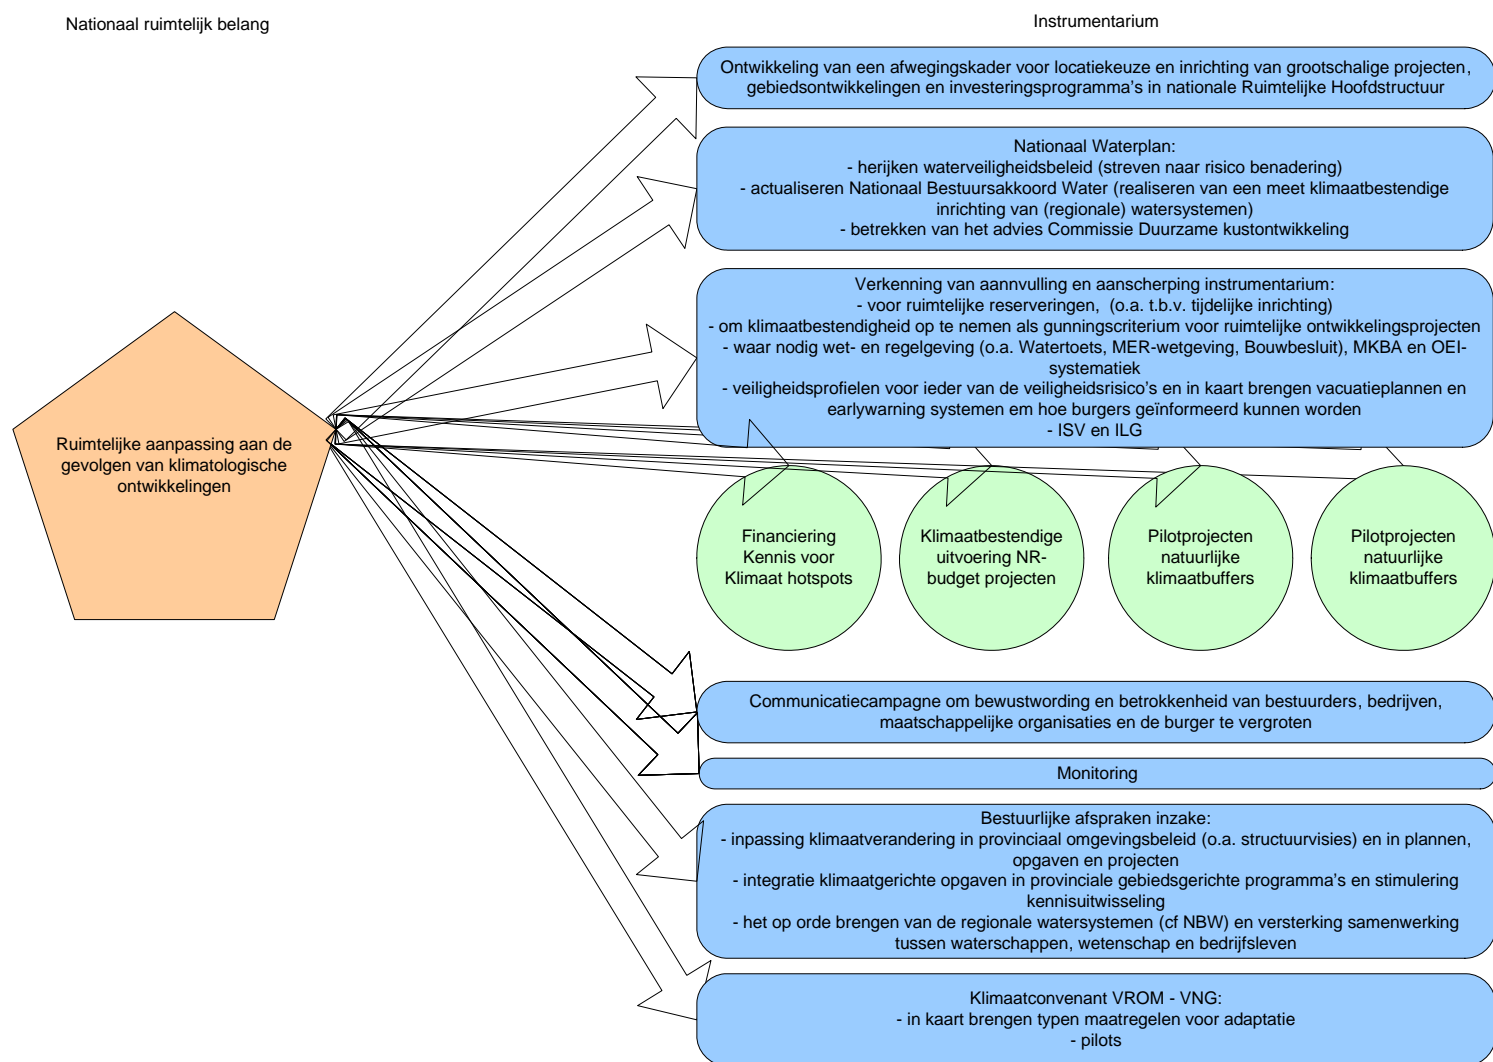 Nationaal ruimtelijk belang
Instrumentarium
Ontwikkeling van een afwegingskader voor locatiekeuze en inrichting van grootschalige projecten,
gebiedsontwikkelingen en investeringsprogramma's in nationale Ruimtelijke Hoofdstructuur
Nationaal Waterplan:
- herijken waterveiligheidsbeleid (streven naar risico benadering)
- actualiseren Nationaal Bestuursakkoord Water (realiseren van een meet klimaatbestendige
inrichting van (regionale) watersystemen)
- betrekken van het advies Commissie Duurzame kustontwikkeling
Verkenning van aannvulling en aanscherping instrumentarium:
- voor ruimtelijke reserveringen, (o.a. t.b.v. tijdelijke inrichting)
- om klimaatbestendigheid op te nemen als gunningscriterium voor ruimtelijke ontwikkelingsprojecten
- waar nodig wet- en regelgeving (o.a. Watertoets, MER-wetgeving, Bouwbesluit), MKBA en OEI-
systematiek
- veiligheidsprofielen voor ieder van de veiligheidsrisico's en in kaart brengen vacuatieplannen en
earlywarning systemen em hoe burgers geïnformeerd kunnen worden
- ISV en ILG
Ruimtelijke aanpassing aan de
gevolgen van klimatologische
ontwikkelingen
Financiering
Kennis voor
Klimaat hotspots
Klimaatbestendige
uitvoering NR-
budget projecten
Pilotprojecten
natuurlijke
klimaatbuffers
Pilotprojecten
natuurlijke
klimaatbuffers
Communicatiecampagne om bewustwording en betrokkenheid van bestuurders, bedrijven,
maatschappelijke organisaties en de burger te vergroten
Monitoring
Bestuurlijke afspraken inzake:
- inpassing klimaatverandering in provinciaal omgevingsbeleid (o.a. structuurvisies) en in plannen,
opgaven en projecten
- integratie klimaatgerichte opgaven in provinciale gebiedsgerichte programma's en stimulering
kennisuitwisseling
- het op orde brengen van de regionale watersystemen (cf NBW) en versterking samenwerking
tussen waterschappen, wetenschap en bedrijfsleven
Klimaatconvenant VROM - VNG:
- in kaart brengen typen maatregelen voor adaptatie
- pilots